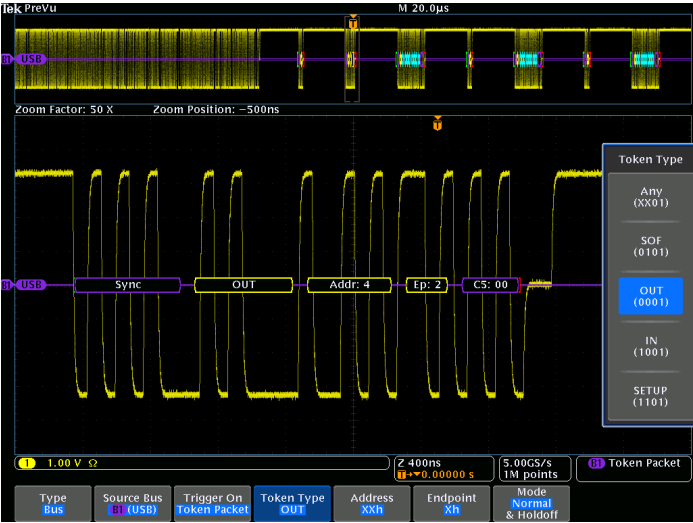 Tek PreVu M 20.0µs
T
B1 USB
Zoom Factor: 50 X Zoom Position: −500ns
T
Token Type
Any
(XX01)
SOF
(0101)
OUT
(0001)
IN
(1001)
SETUP
(1101)
B1 USB Sync OUT Addr: 4 Ep: 2 C5: 00
1 1.00 V Ω
Z 400ns
T→▼0.00000 s
5.00GS/s
1M points
B1 Token Packet
Type
Bus
Source Bus
B1 (USB)
Trigger On
Token Packet
Token Type
OUT
Address
XXh
Endpoint
Xh
Mode
Normal
& Holdoff